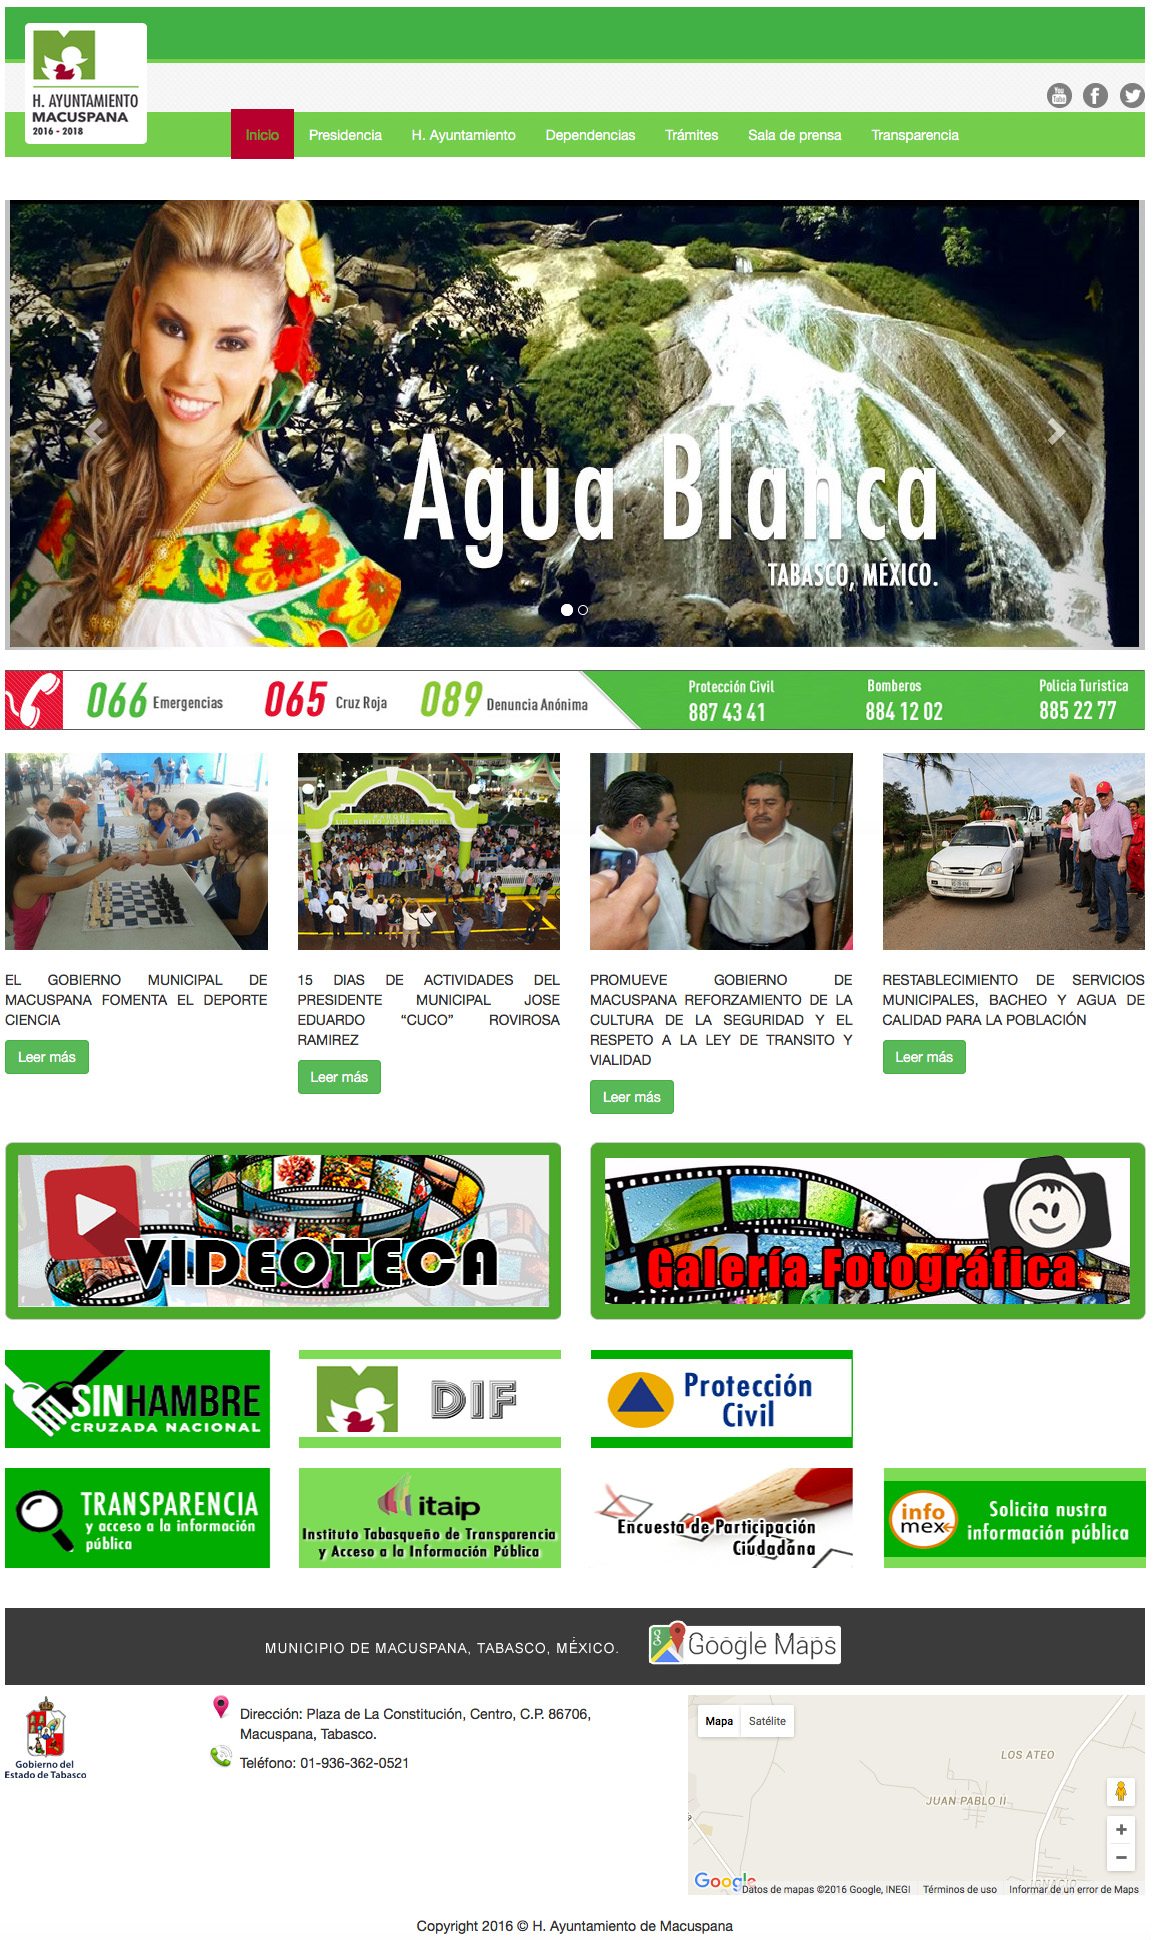 H. AYUNTAMIENTO
MACUSPANA
2016 - 2018
You
Tube
Inicio
Presidencia
H. Ayuntamiento
Dependencias
Trámites
Sala de prensa
Transparencia
Agua Blanca
TABASCO, MÉXICO.
066 Emergencias
065 Cruz Roja
089 Denuncia Anónima
Protección Civil
887 43 41
Bomberos
884 12 02
Policia Turistica
885 22 77
EL GOBIERNO MUNICIPAL DE
MACUSPANA FOMENTA EL DEPORTE
CIENCIA
Leer más
15 DIAS DE ACTIVIDADES DEL
PRESIDENTE MUNICIPAL JOSE
EDUARDO “CUCO” ROVIROSA
RAMIREZ
Leer más
PROMUEVE GOBIERNO DE
MACUSPANA REFORZAMIENTO DE LA
CULTURA DE LA SEGURIDAD Y EL
RESPETO A LA LEY DE TRANSITO Y
VIALIDAD
Leer más
RESTABLECIMIENTO DE SERVICIOS
MUNICIPALES, BACHEO Y AGUA DE
CALIDAD PARA LA POBLACIÓN
Leer más
VIDEOTECA
Galería Fotográfica
SINHAMBRE
CRUZADA NACIONAL
DIF
Protección
Civil
TRANSPARENCIA
y acceso a la información
pública
itaip
Instituto Tabasqueño de Transparencia
y Acceso a la Información Pública
Encuesta de Participación
Ciudadana
info
mex
Solicita nustra
información pública
MUNICIPIO DE MACUSPANA, TABASCO, MÉXICO.
Google Maps
Gobierno del
Estado de Tabasco
Dirección: Plaza de La Constitución, Centro, C.P. 86706,
Macuspana, Tabasco.
Teléfono: 01-936-362-0521
Mapa
Satélite
LOS ATEO
JUAN PABLO II
Google
Datos de mapas ©2016 Google, INEGI
Términos de uso
Informar de un error de Maps
Copyright 2016 © H. Ayuntamiento de Macuspana